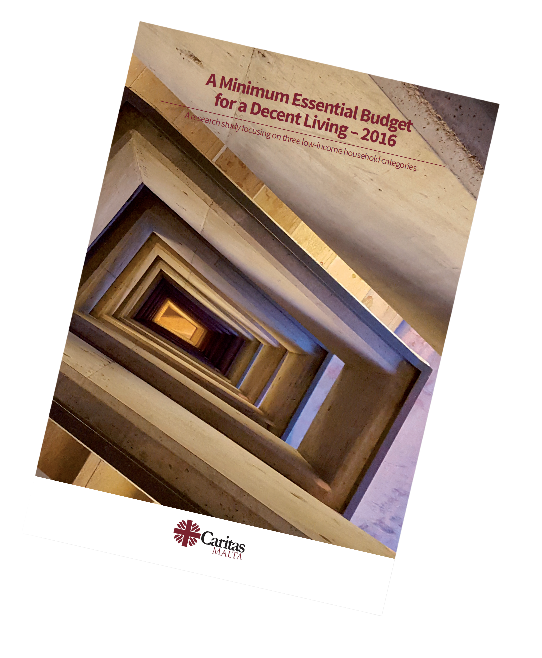 A Minimum Essential Budget
for a Decent Living – 2016
A research study focusing on three low-income household categories
Caritas
MALTA